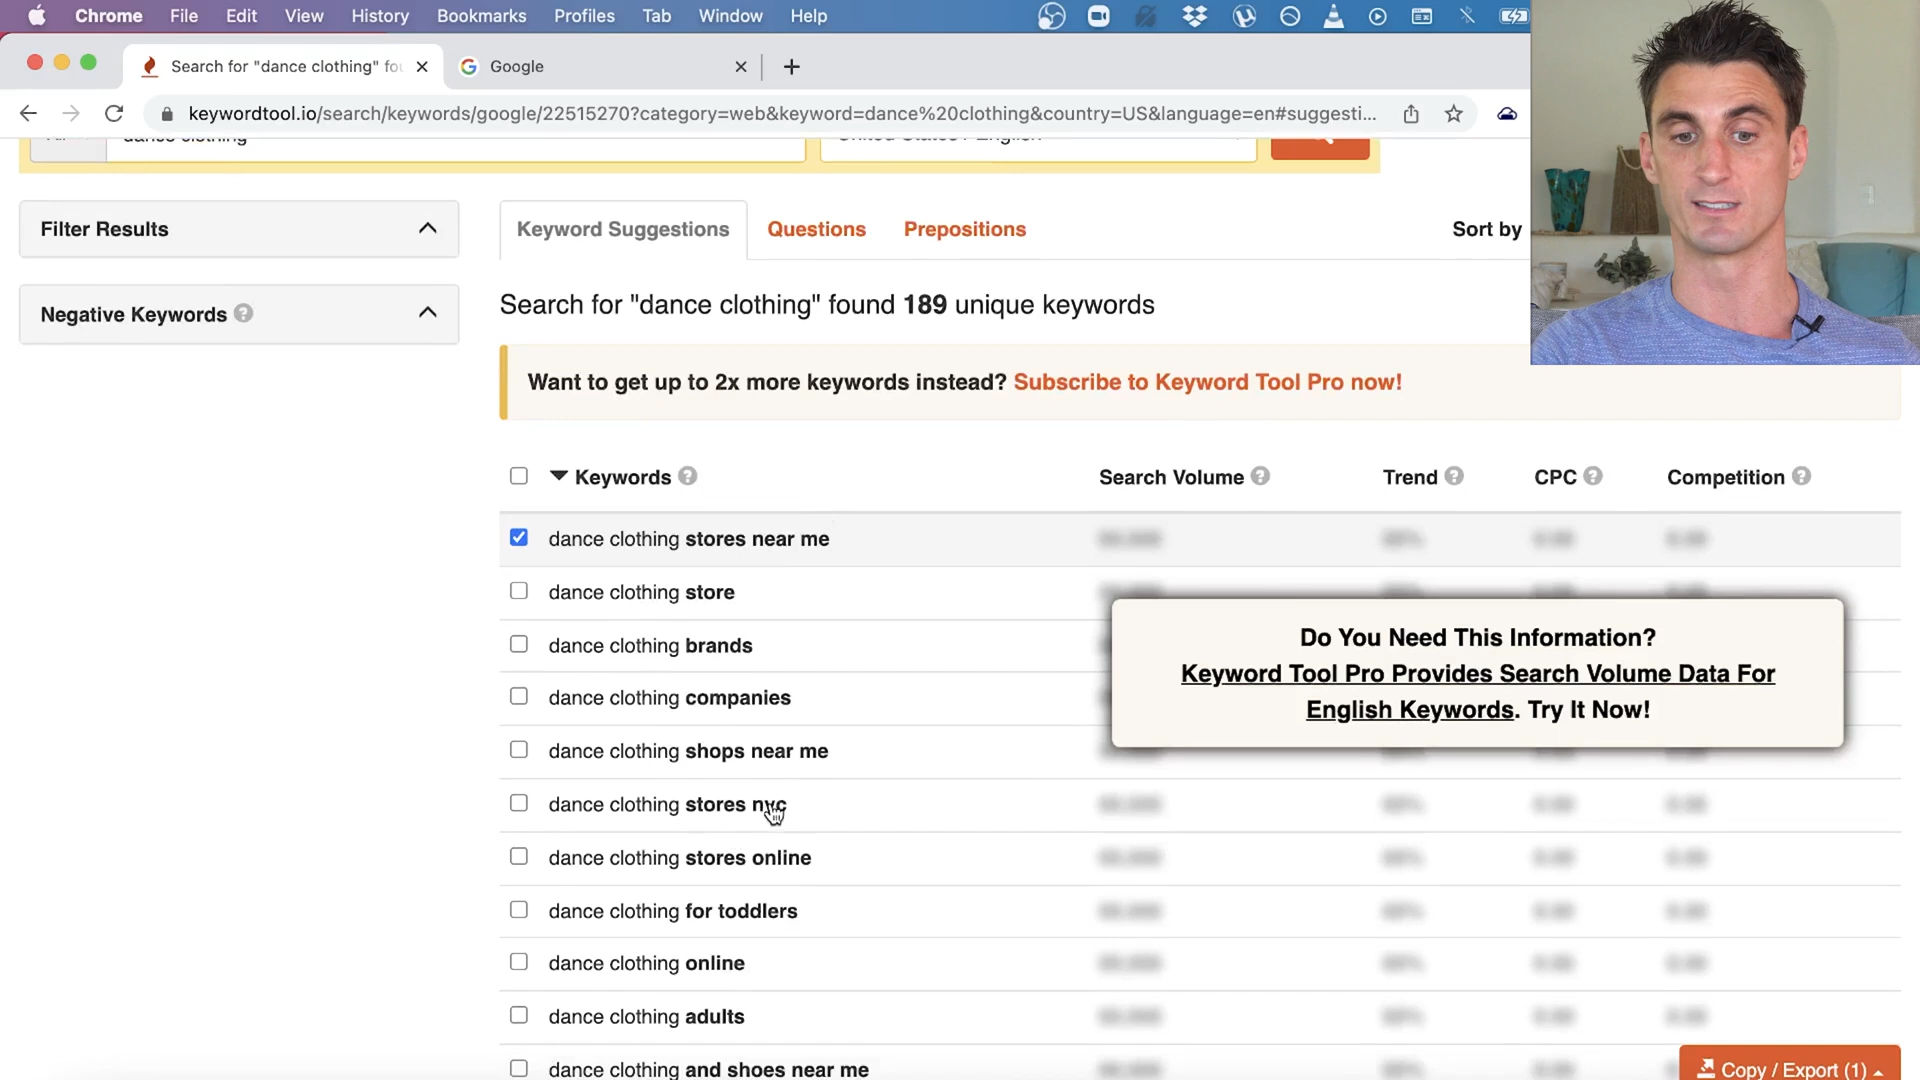 Chrome File Edit View History Bookmarks Profiles Tab Window Help
Search for "dance clothing" fo
Google
keywordtool.io/search/keywords/google/22515270?category=web&keyword=dance%20clothing&country=US&language=en#suggesti...
dance clothing
Filter Results
Negative Keywords ?
Keyword Suggestions Questions Prepositions Sort by
Search for "dance clothing" found 189 unique keywords
Want to get up to 2x more keywords instead? Subscribe to Keyword Tool Pro now!
Keywords ? Search Volume ? Trend ? CPC ? Competition ?
dance clothing stores near me
dance clothing store
dance clothing brands
dance clothing companies
dance clothing shops near me
dance clothing stores nyc
dance clothing stores online
dance clothing for toddlers
dance clothing online
dance clothing adults
dance clothing and shoes near me
Do You Need This Information?
Keyword Tool Pro Provides Search Volume Data For
English Keywords. Try It Now!
Copy / Export (1)